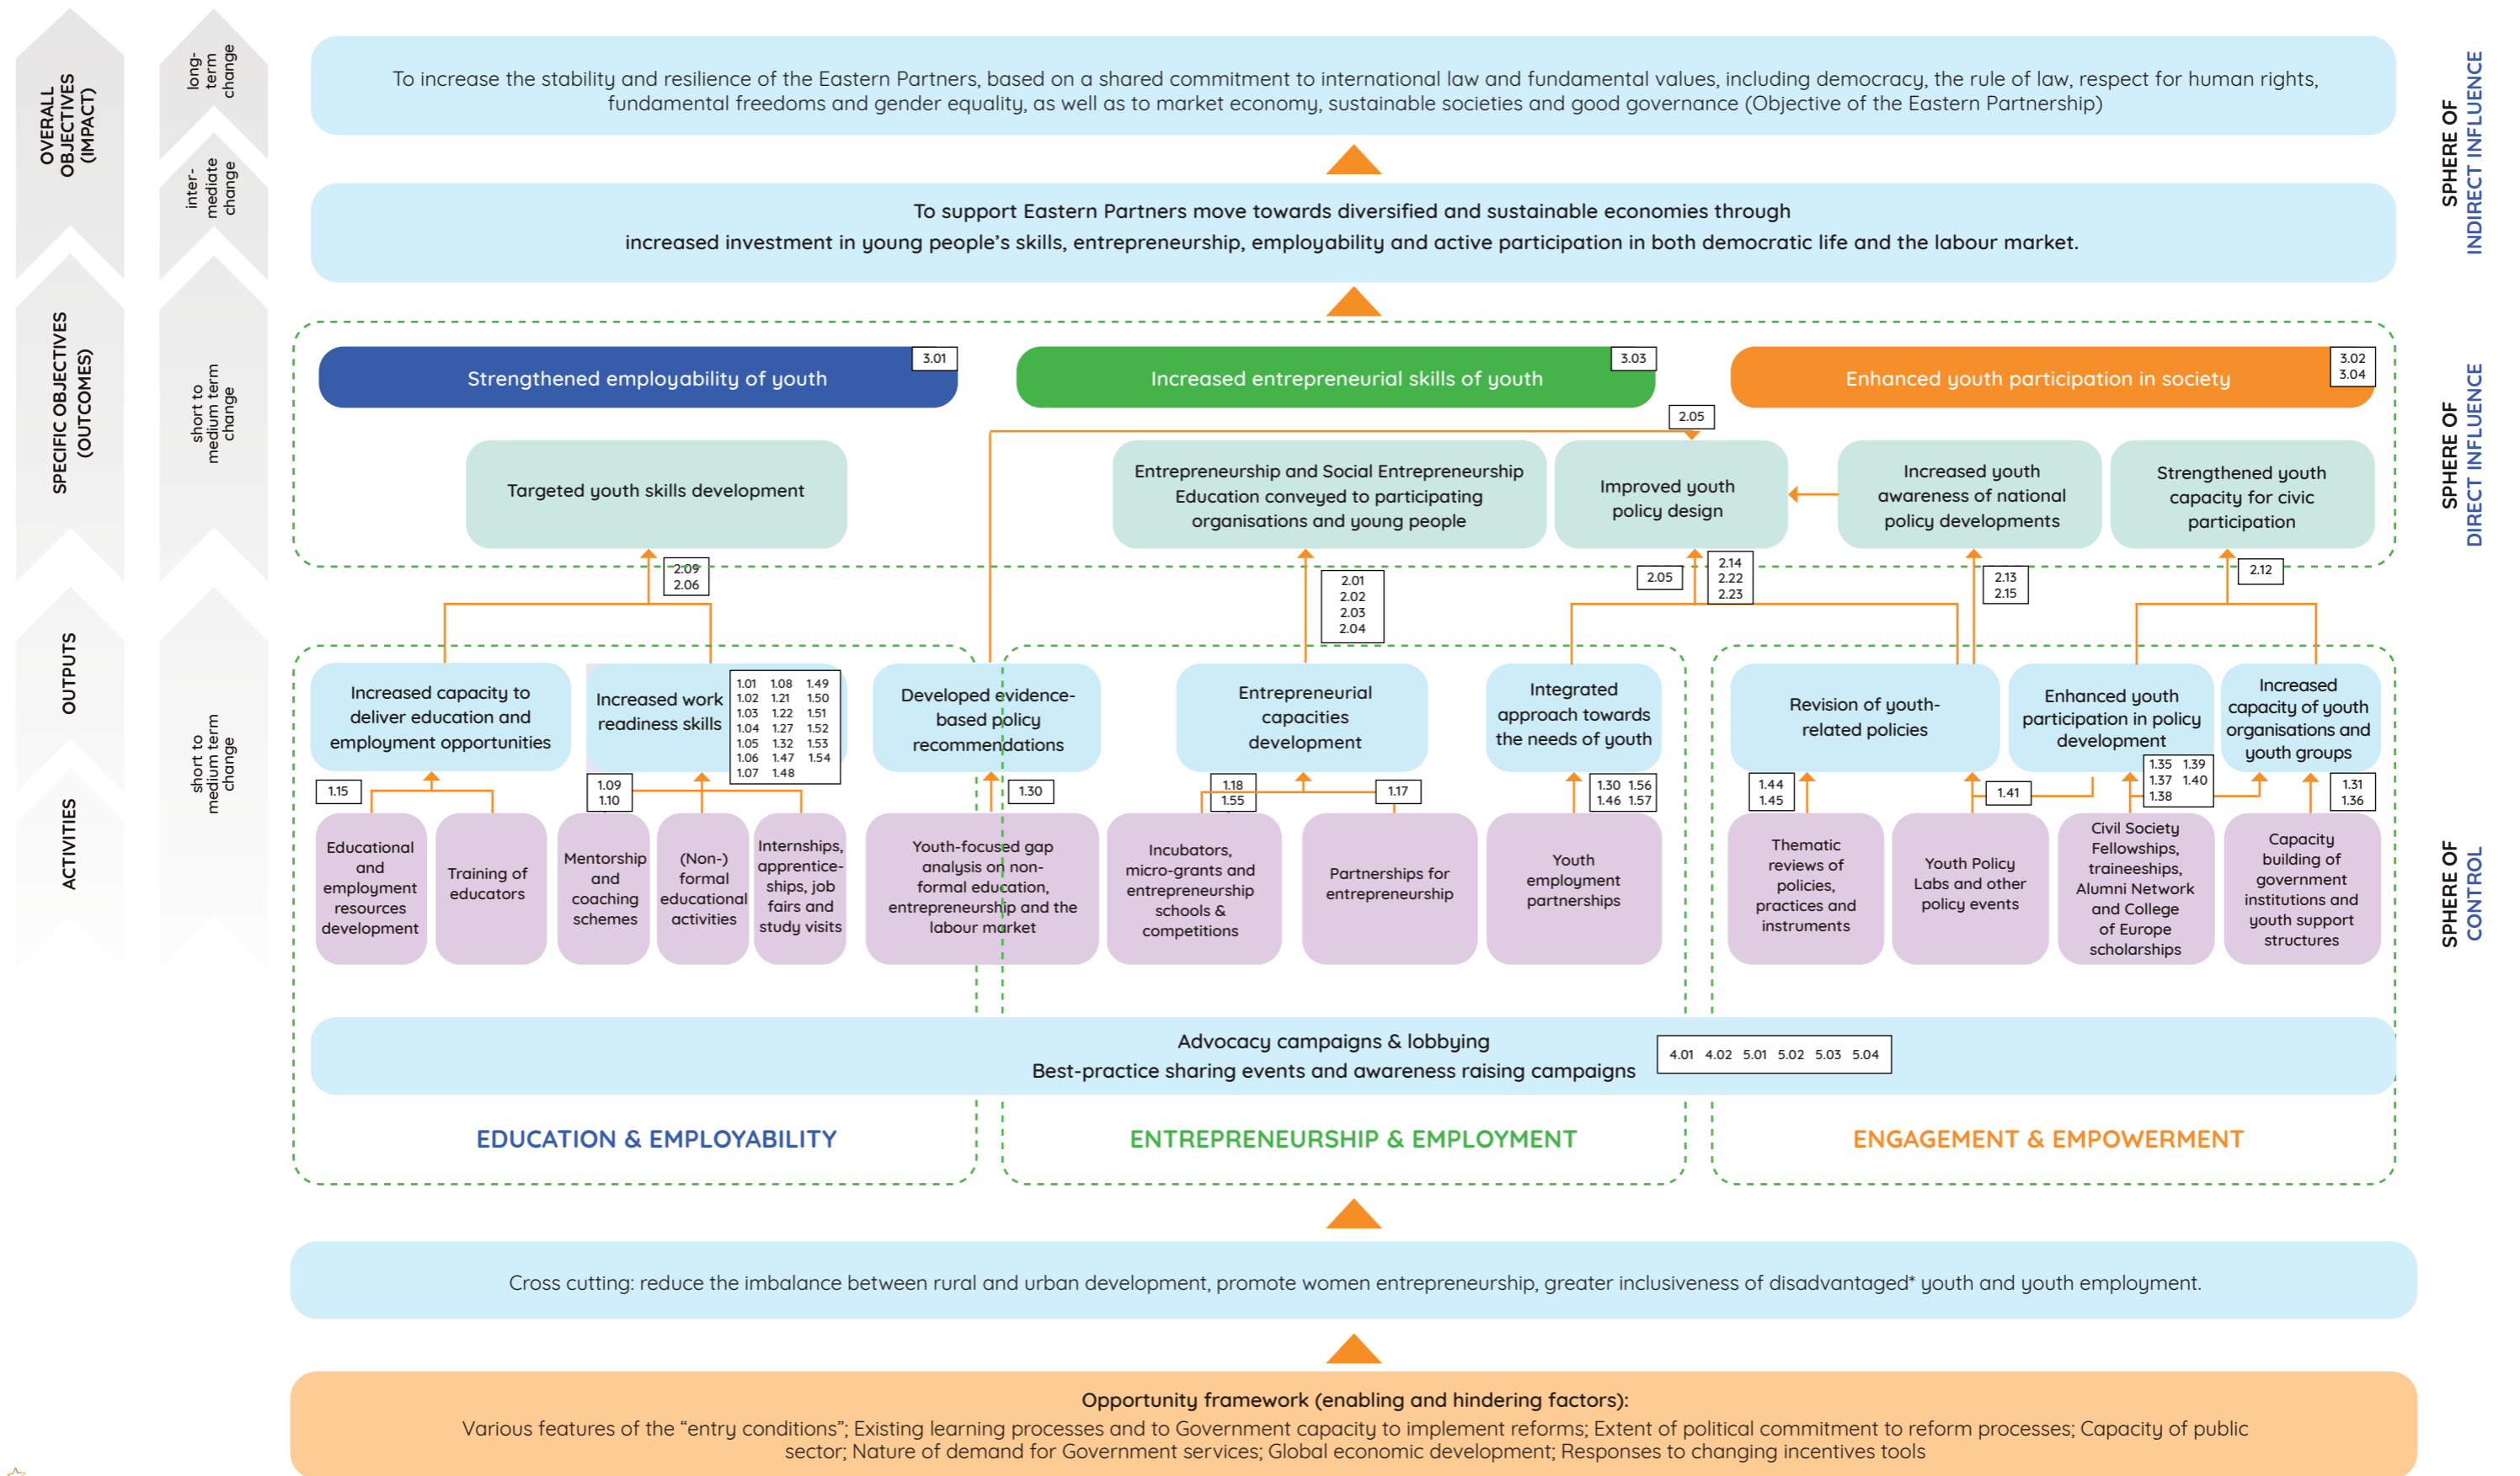 OVERALL
OBJECTIVES
(IMPACT)
long-
term
change
inter-
mediate
change
To increase the stability and resilience of the Eastern Partners, based on a shared commitment to international law and fundamental values, including democracy, the rule of law, respect for human rights,
fundamental freedoms and gender equality, as well as to market economy, sustainable societies and good governance (Objective of the Eastern Partnership)
To support Eastern Partners move towards diversified and sustainable economies through
increased investment in young people’s skills, entrepreneurship, employability and active participation in both democratic life and the labour market.
SPHERE OF
INDIRECT INFLUENCE
SPECIFIC OBJECTIVES
(OUTCOMES)
short to
medium term
change
Strengthened employability of youth
3.01
Increased entrepreneurial skills of youth
3.03
Enhanced youth participation in society
3.02
3.04
2.05
Targeted youth skills development
Entrepreneurship and Social Entrepreneurship
Education conveyed to participating
organisations and young people
Improved youth
policy design
Increased youth
awareness of national
policy developments
Strengthened youth
capacity for civic
participation
SPHERE OF
DIRECT INFLUENCE
2.09
2.06
2.01
2.02
2.03
2.04
2.05
2.14
2.22
2.23
2.13
2.15
2.12
OUTPUTS
short to
medium term
change
Increased capacity to
deliver education and
employment opportunities
Increased work
readiness skills
1.01 1.08 1.49
1.02 1.21 1.50
1.03 1.22 1.51
1.04 1.27 1.52
1.05 1.32 1.53
1.06 1.47 1.54
1.07 1.48
Developed evidence-
based policy
recommendations
Entrepreneurial
capacities
development
Integrated
approach towards
the needs of youth
Revision of youth-
related policies
Enhanced youth
participation in policy
development
Increased
capacity of youth
organisations and
youth groups
1.15
1.09
1.10
1.30
1.18
1.55
1.17
1.30 1.56
1.46 1.57
1.44
1.45
1.41
1.35 1.39
1.37 1.40
1.38
1.31
1.36
ACTIVITIES
Educational
and
employment
resources
development
Training of
educators
Mentorship
and
coaching
schemes
(Non-)
formal
educational
activities
Internships,
apprentice-
ships, job
fairs and
study visits
Youth-focused gap
analysis on non-
formal education,
entrepreneurship and the
labour market
Incubators,
micro-grants and
entrepreneurship
schools &
competitions
Partnerships for
entrepreneurship
Youth
employment
partnerships
Thematic
reviews of
policies,
practices and
instruments
Youth Policy
Labs and other
policy events
Civil Society
Fellowships,
traineeships,
Alumni Network
and College
of Europe
scholarships
Capacity
building of
government
institutions and
youth support
structures
SPHERE OF
CONTROL
Advocacy campaigns & lobbying
Best-practice sharing events and awareness raising campaigns
4.01 4.02 5.01 5.02 5.03 5.04
EDUCATION & EMPLOYABILITY
ENTREPRENEURSHIP & EMPLOYMENT
ENGAGEMENT & EMPOWERMENT
Cross cutting: reduce the imbalance between rural and urban development, promote women entrepreneurship, greater inclusiveness of disadvantaged* youth and youth employment.
Opportunity framework (enabling and hindering factors):
Various features of the “entry conditions”; Existing learning processes and to Government capacity to implement reforms; Extent of political commitment to reform processes; Capacity of public
sector; Nature of demand for Government services; Global economic development; Responses to changing incentives tools